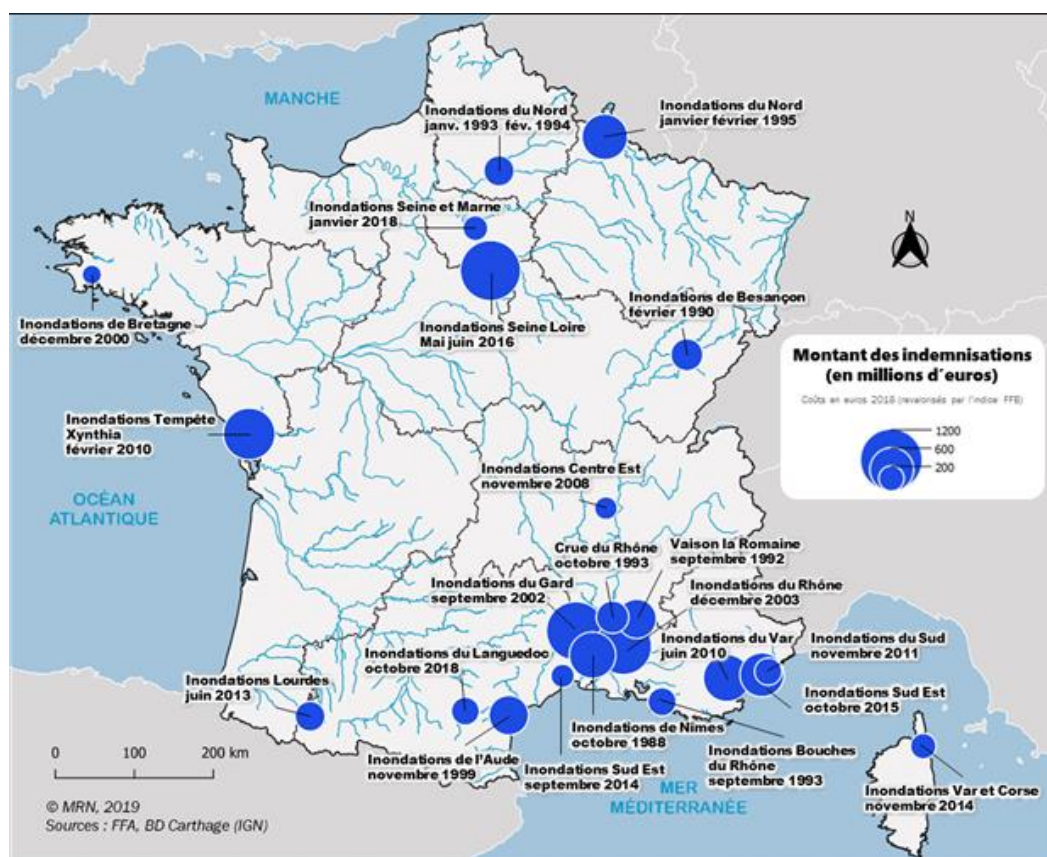 MANCHE
Inondations du Nord
janv. 1993 fév. 1994
Inondations du Nord
janvier février 1995
Inondations Seine et Marne
janvier 2018
N
Inondations de Bretagne
décembre 2000
Inondations Seine Loire
Mai juin 2016
Inondations de Besançon
février 1990
Montant des indemnisations
(en millions d'euros)
Coûts en euros 2018 (revalorisés par l'indice FFB)
1200
600
200
Inondations Tempête
Xynthia
février 2010
OCÉAN
ATLANTIQUE
Inondations Centre Est
novembre 2008
Crue du Rhône
octobre 1993
Vaison la Romaine
septembre 1992
Inondations du Gard
septembre 2002
Inondations du Rhône
décembre 2003
Inondations du Languedoc
octobre 2018
Inondations du Var
juin 2010
Inondations du Sud
novembre 2011
Inondations Lourdes
juin 2013
Inondations Sud Est
octobre 2015
Inondations de Nîmes
octobre 1988
Inondations de l'Aude
novembre 1999
Inondations Sud Est
septembre 2014
Inondations Bouches
du Rhône
septembre 1993
Inondations Var et Corse
novembre 2014
MER
MÉDITERRANÉE
0 100 200 km
© MRN, 2019
Sources : FFA, BD Carthage (IGN)